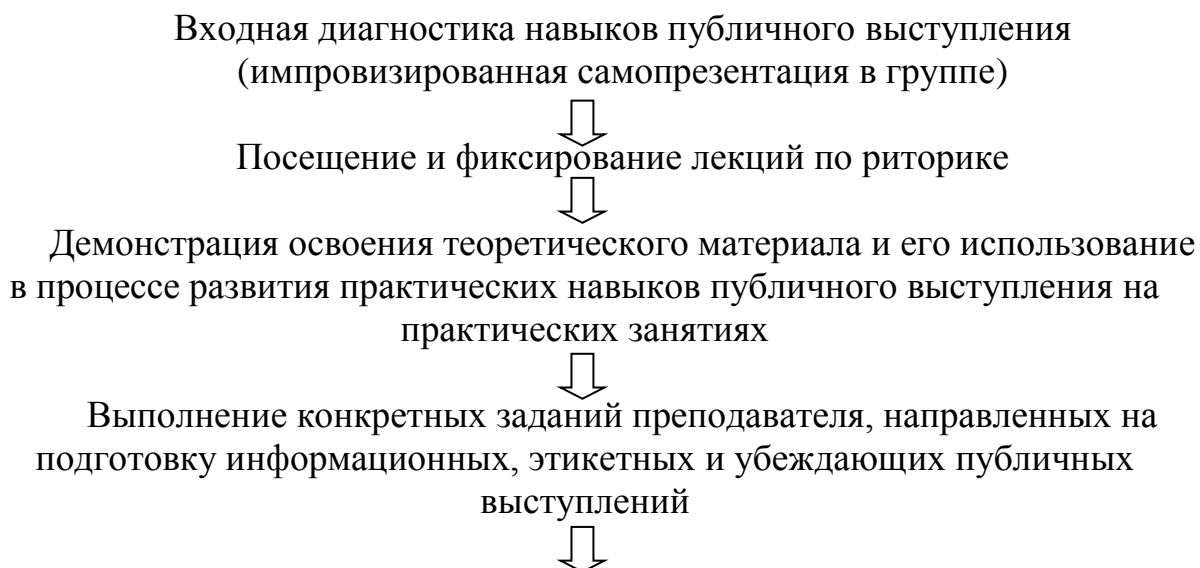 Входная диагностика навыков публичного выступления
(импровизированная самопрезентация в группе)
Посещение и фиксирование лекций по риторике
Демонстрация освоения теоретического материала и его использование
в процессе развития практических навыков публичного выступления на
практических занятиях
Выполнение конкретных заданий преподавателя, направленных на
подготовку информационных, этикетных и убеждающих публичных
выступлений